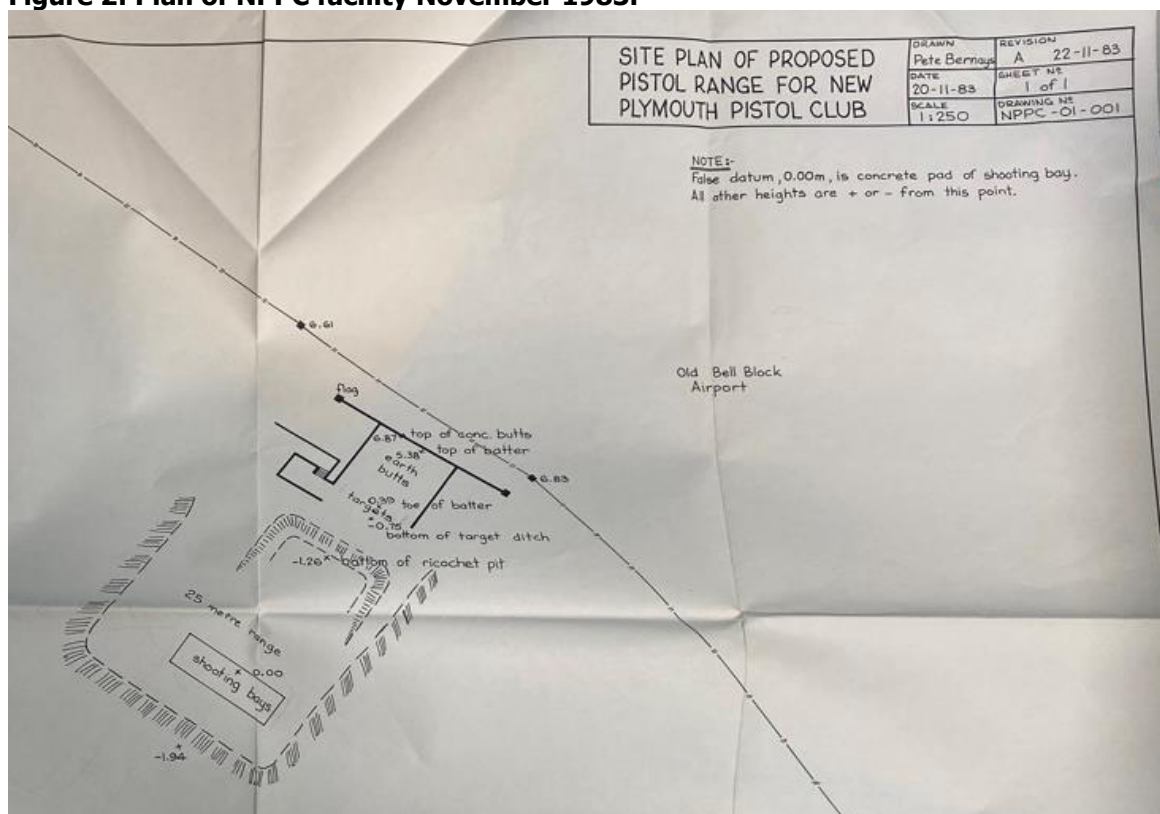 Figure 2: Plan of NPPC facility November 1983.
SITE PLAN OF PROPOSED
PISTOL RANGE FOR NEW
PLYMOUTH PISTOL CLUB
DRAWN
Pete Bernays
DATE
20-11-83
SCALE
1:250
REVISION
A 22-11-83
SHEET Nº
1 of 1
DRAWING Nº
NPPC-01-001
NOTE:-
False datum, 0.00m, is concrete pad of shooting bay.
All other heights are + or - from this point.
6.61
Old Bell Block
Airport
flag
6.87 top of conc. butts
5.38 top of batter
earth
butts
6.83
targets
0.39 toe of batter
-0.75
bottom of target ditch
-1.26 bottom of ricochet pit
25 metre range
shooting bays
0.00
-1.94